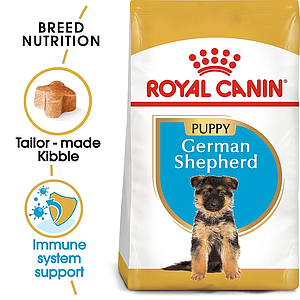 BREED
NUTRITION
Tailor - made
Kibble
Immune
system
support
ROYAL CANIN
PUPPY
German
Shepherd